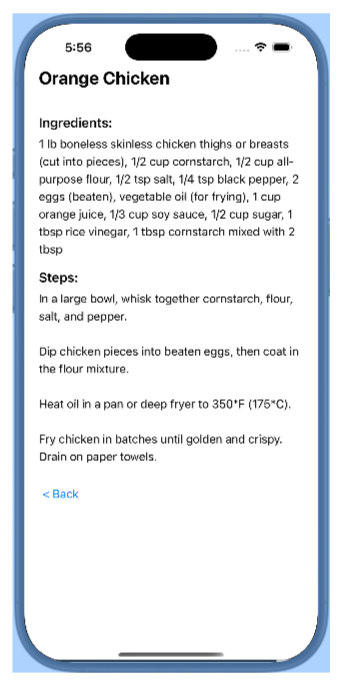 5:56
Orange Chicken
Ingredients:
1 lb boneless skinless chicken thighs or breasts
(cut into pieces), 1/2 cup cornstarch, 1/2 cup all-
purpose flour, 1/2 tsp salt, 1/4 tsp black pepper, 2
eggs (beaten), vegetable oil (for frying), 1 cup
orange juice, 1/3 cup soy sauce, 1/2 cup sugar, 1
tbsp rice vinegar, 1 tbsp cornstarch mixed with 2
tbsp
Steps:
In a large bowl, whisk together cornstarch, flour,
salt, and pepper.
Dip chicken pieces into beaten eggs, then coat in
the flour mixture.
Heat oil in a pan or deep fryer to 350°F (175°C).
Fry chicken in batches until golden and crispy.
Drain on paper towels.
< Back